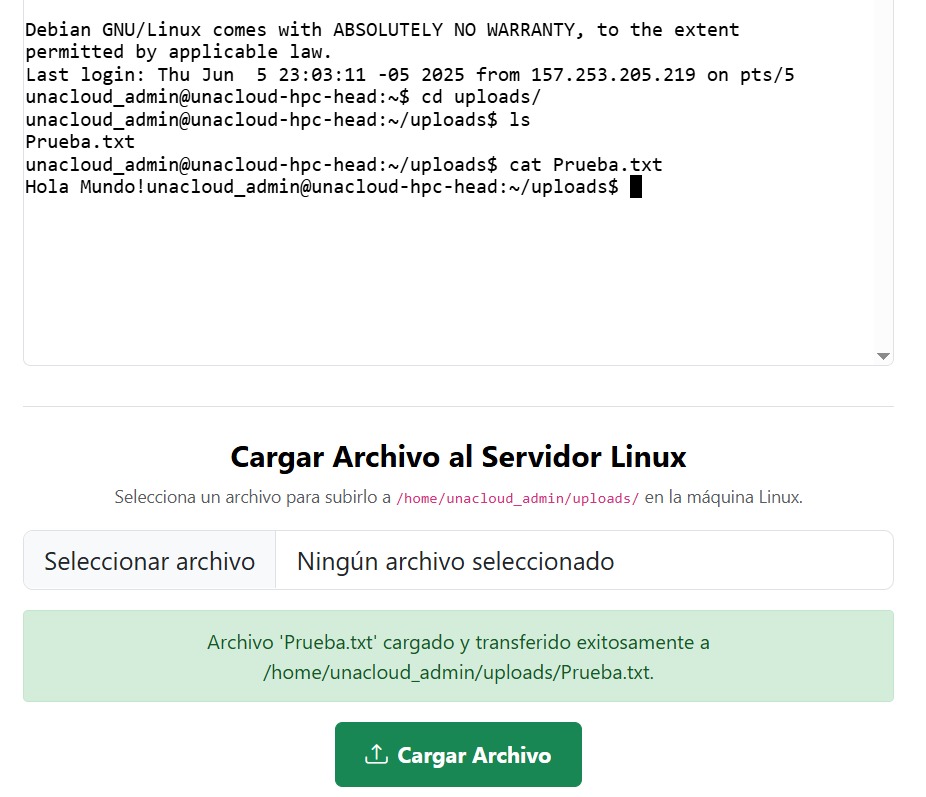 Debian GNU/Linux comes with ABSOLUTELY NO WARRANTY, to the extent
permitted by applicable law.
Last login: Thu Jun  5 23:03:11 -05 2025 from 157.253.205.219 on pts/5
unacloud_admin@unacloud-hpc-head:~$ cd uploads/
unacloud_admin@unacloud-hpc-head:~/uploads$ ls
Prueba.txt
unacloud_admin@unacloud-hpc-head:~/uploads$ cat Prueba.txt
Hola Mundo!unacloud_admin@unacloud-hpc-head:~/uploads$
Cargar Archivo al Servidor Linux
Selecciona un archivo para subirlo a /home/unacloud_admin/uploads/ en la máquina Linux.
Seleccionar archivo Ningún archivo seleccionado
Archivo 'Prueba.txt' cargado y transferido exitosamente a
/home/unacloud_admin/uploads/Prueba.txt.
Cargar Archivo